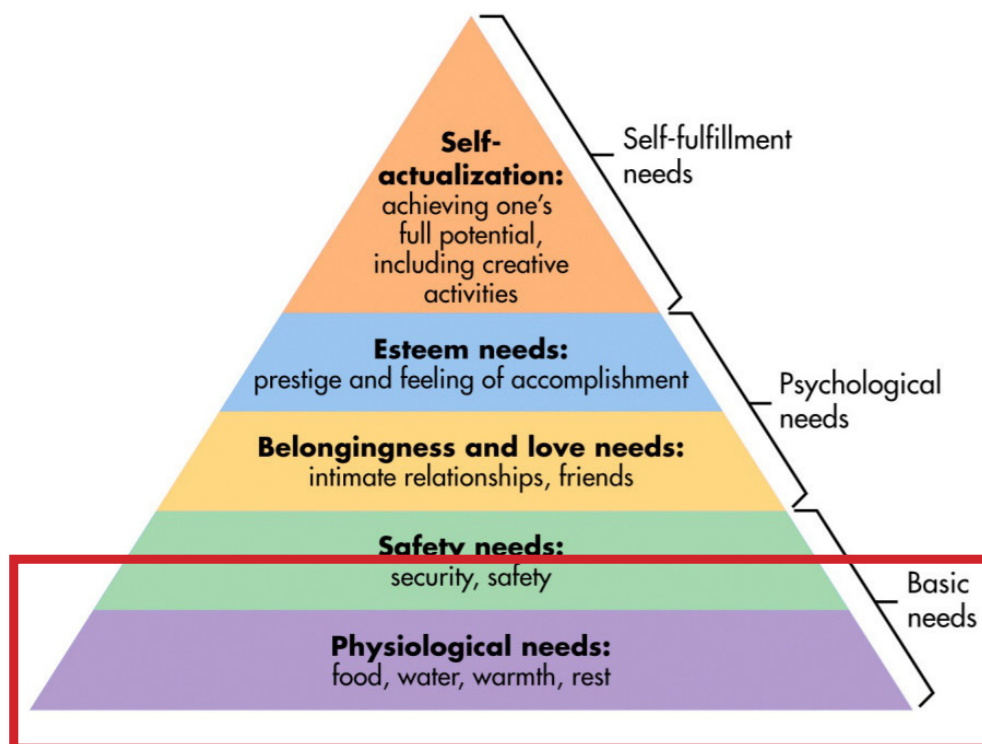 Self-
actualization:
achieving one's
full potential,
including creative
activities
Self-fulfillment
needs
Esteem needs:
prestige and feeling of accomplishment
Psychological
needs
Belongingness and love needs:
intimate relationships, friends
Safety needs:
security, safety
Basic
needs
Physiological needs:
food, water, warmth, rest